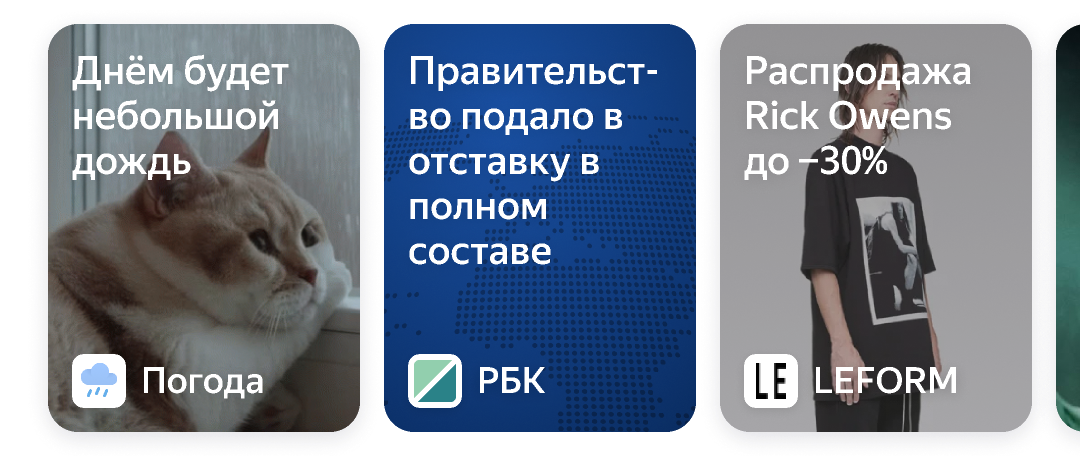 Днём будет
небольшой
дождь
Погода
Правительст-
во подало в
отставку в
полном
составе
РБК
Распродажа
Rick Owens
до −30%
LE
LEFORM